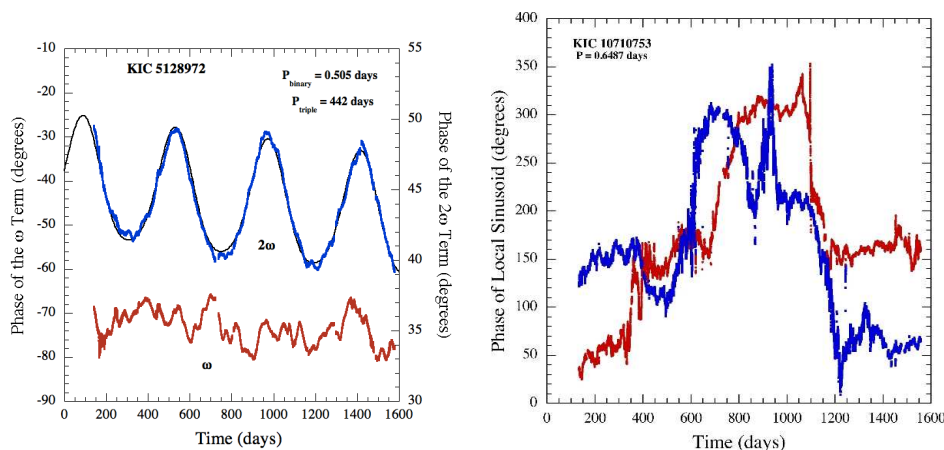 KIC 5128972
P binary = 0.505 days
P triple = 442 days
2ω
ω
Phase of the ω Term (degrees)
-10
-20
-30
-40
-50
-60
-70
-80
-90
Phase of the 2ω Term (degrees)
55
50
45
40
35
30
0 200 400 600 800 1000 1200 1400 1600
Time (days)
KIC 10710753
P = 0.6487 days
Phase of Local Sinusoid (degrees)
400
350
300
250
200
150
100
50
0
0 200 400 600 800 1000 1200 1400 1600
Time (days)